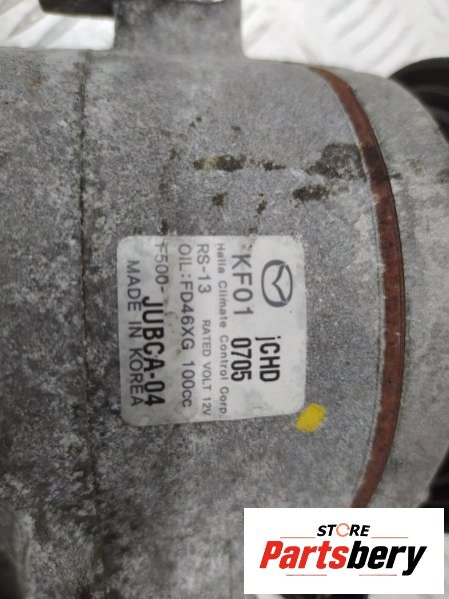 :KF01 jCHD
0705
Halla Climate Control Corp.
RS-13 RATED VOLT 12V
OIL:FD46XG 100cc
F500-JUBCA-04
MADE IN KOREA
STORE
Partsbery